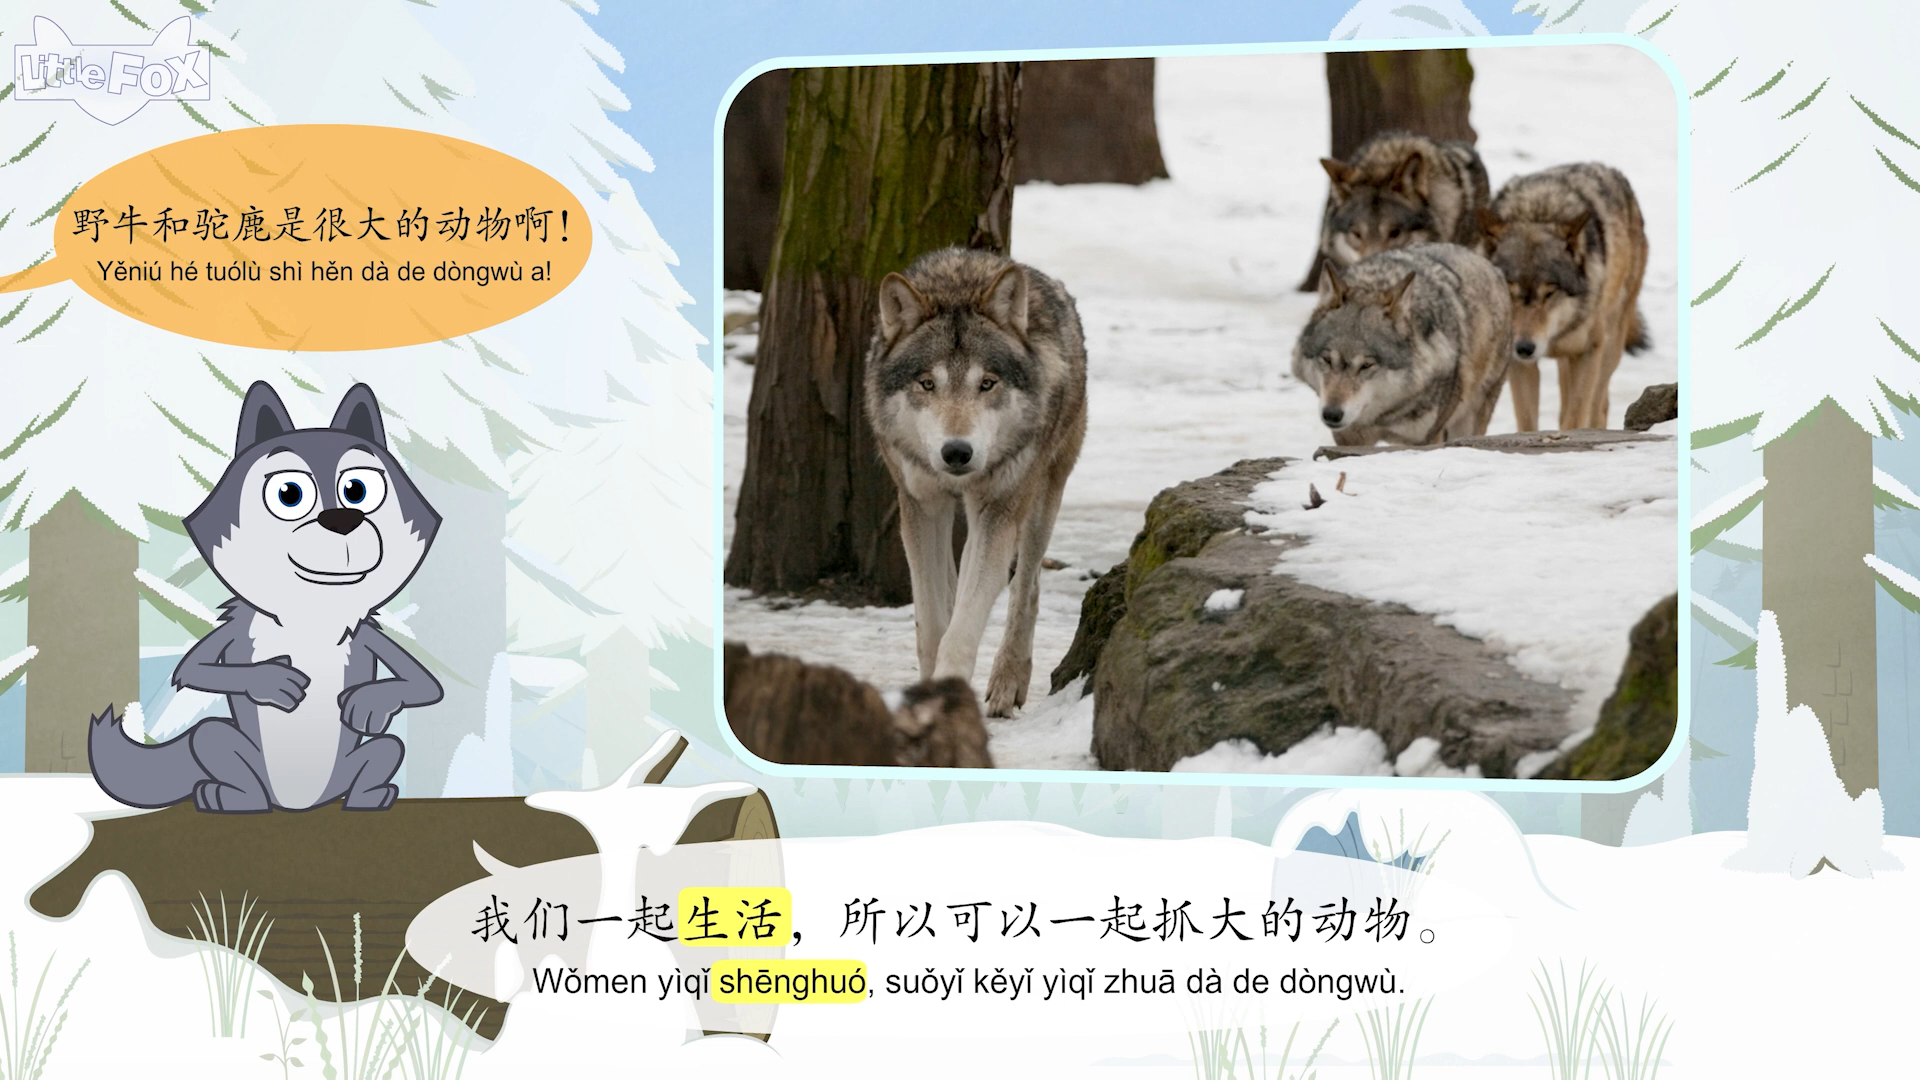 Little Fox
野牛和驼鹿是很大的动物啊！
Yěniú hé tuólù shì hěn dà de dòngwù a!
我们一起生活，所以可以一起抓大的动物。
Wǒmen yìqǐ shēnghuó, suǒyǐ kěyǐ yìqǐ zhuā dà de dòngwù.